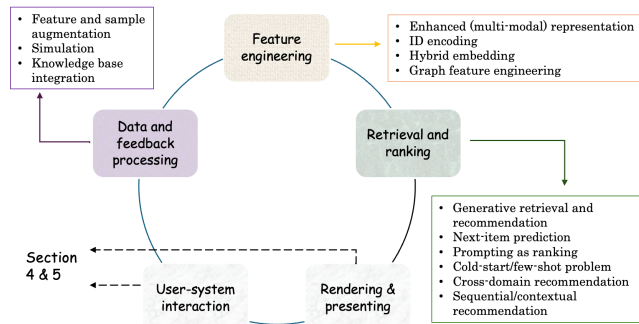 • Feature and sample
augmentation
• Simulation
• Knowledge base
integration
Feature
engineering
• Enhanced (multi-modal) representation
• ID encoding
• Hybrid embedding
• Graph feature engineering
Data and
feedback
processing
Retrieval and
ranking
• Generative retrieval and
recommendation
• Next-item prediction
• Prompting as ranking
• Cold-start/few-shot problem
• Cross-domain recommendation
• Sequential/contextual
recommendation
Section
4 & 5
User-system
interaction
Rendering &
presenting